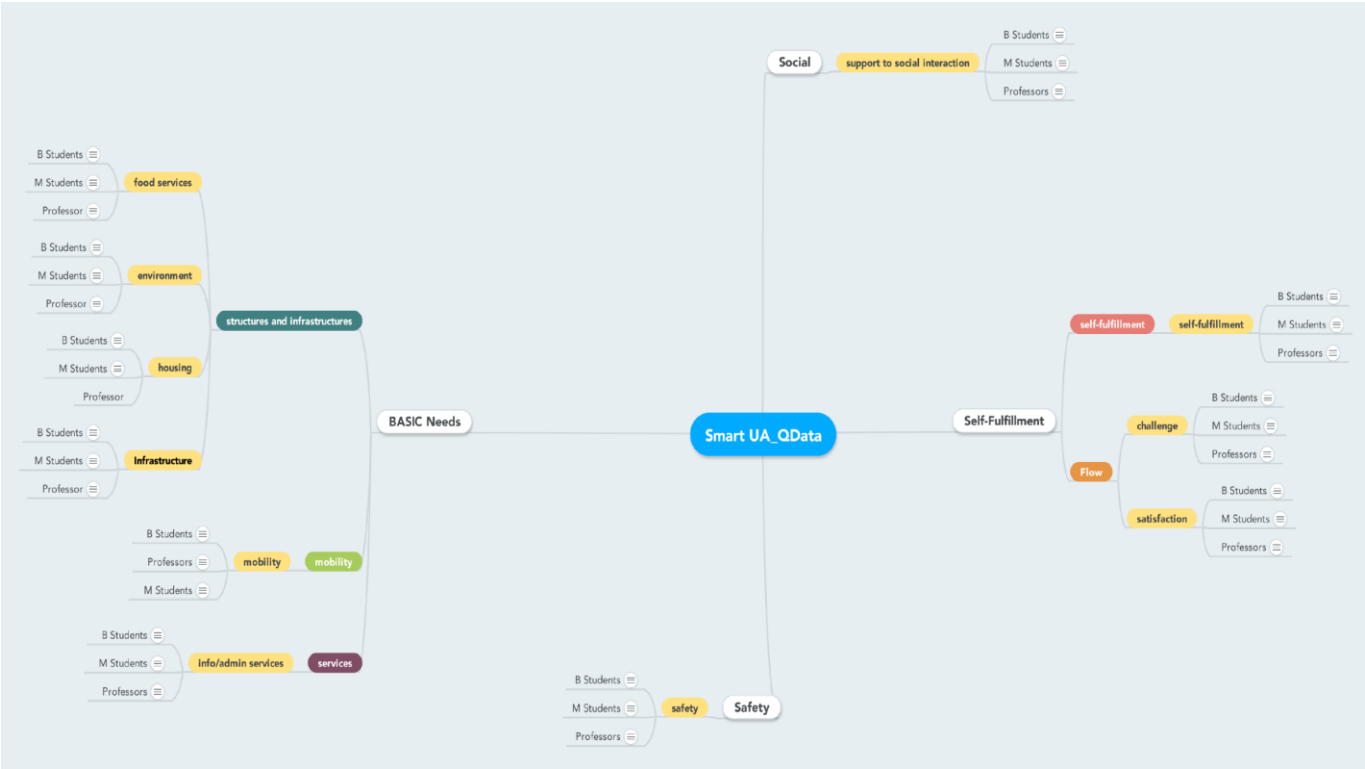 B Students
Social
support to social interaction
M Students
Professors
B Students
M Students
food services
Professor
B Students
M Students
environment
Professor
structures and infrastructures
B Students
M Students
housing
Professor
B Students
M Students
Infrastructure
Professor
BASIC Needs
B Students
Professors
mobility
mobility
M Students
B Students
M Students
info/admin services
services
Professors
Smart UA_QData
Self-Fulfillment
self-fulfillment
self-fulfillment
B Students
M Students
Professors
Flow
challenge
B Students
M Students
Professors
satisfaction
B Students
M Students
Professors
B Students
M Students
safety
Safety
Professors